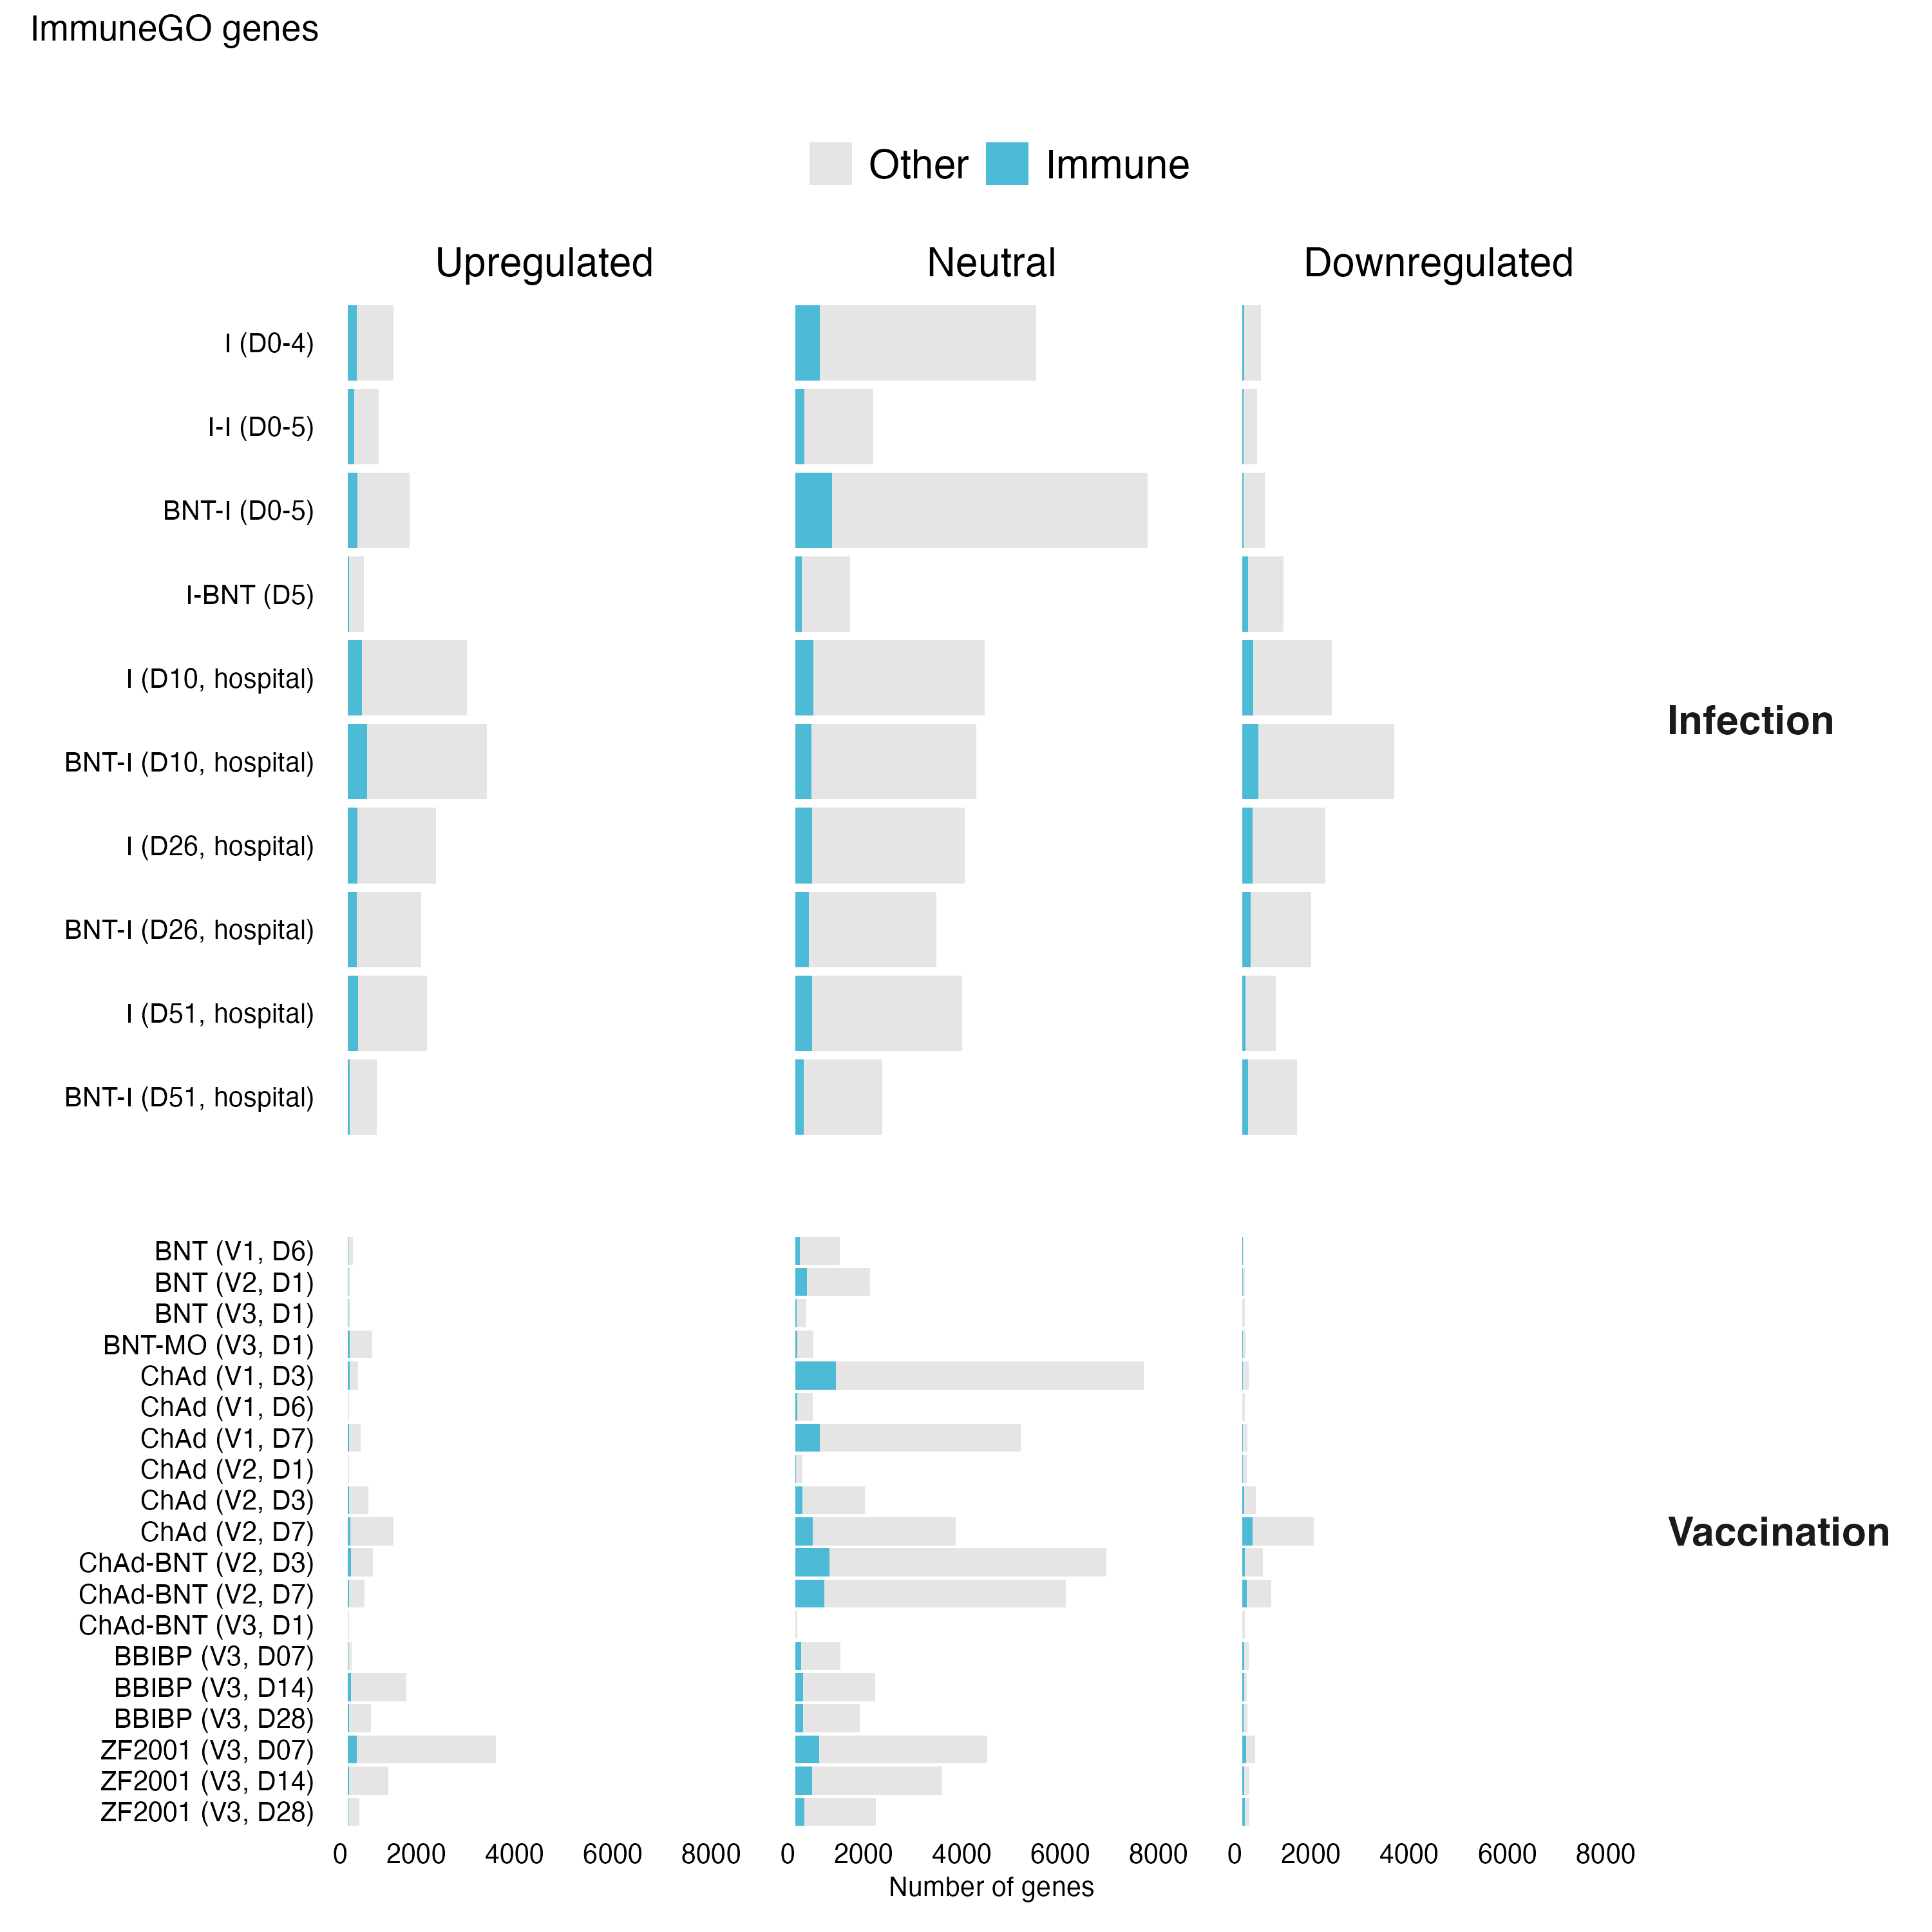 ImmuneGO genes
Other Immune
Upregulated Neutral Downregulated
I (D0-4)
I-I (D0-5)
BNT-I (D0-5)
I-BNT (D5)
I (D10, hospital)
BNT-I (D10, hospital)
I (D26, hospital)
BNT-I (D26, hospital)
I (D51, hospital)
BNT-I (D51, hospital)
Infection
BNT (V1, D6)
BNT (V2, D1)
BNT (V3, D1)
BNT-MO (V3, D1)
ChAd (V1, D3)
ChAd (V1, D6)
ChAd (V1, D7)
ChAd (V2, D1)
ChAd (V2, D3)
ChAd (V2, D7)
ChAd-BNT (V2, D3)
ChAd-BNT (V2, D7)
ChAd-BNT (V3, D1)
BBIBP (V3, D07)
BBIBP (V3, D14)
BBIBP (V3, D28)
ZF2001 (V3, D07)
ZF2001 (V3, D14)
ZF2001 (V3, D28)
Vaccination
0 2000 4000 6000 8000 0 2000 4000 6000 8000 0 2000 4000 6000 8000
Number of genes